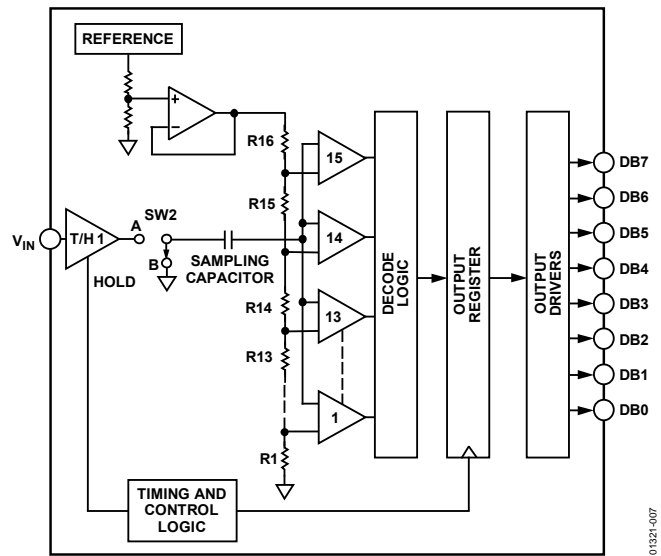 REFERENCE
+
–
R16
15
R15
14
R14
13
R13
1
R1
VIN
T/H 1
A
SW2
B
HOLD
SAMPLING
CAPACITOR
DECODE
LOGIC
OUTPUT
REGISTER
OUTPUT
DRIVERS
DB7
DB6
DB5
DB4
DB3
DB2
DB1
DB0
TIMING AND
CONTROL
LOGIC
01321-007